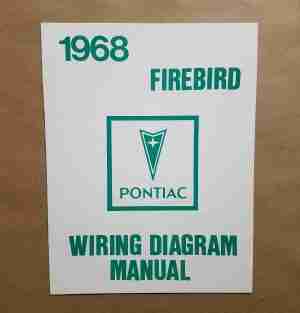 1968
FIREBIRD
PONTIAC
WIRING DIAGRAM
MANUAL